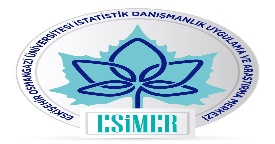 ESKİŞEHİR OSMANGAZİ ÜNİVERSİTESİ İSTATİSTİK DANIŞMANLIK UYGULAMA VE ARAŞTIRMA MERKEZİ
ESİMER